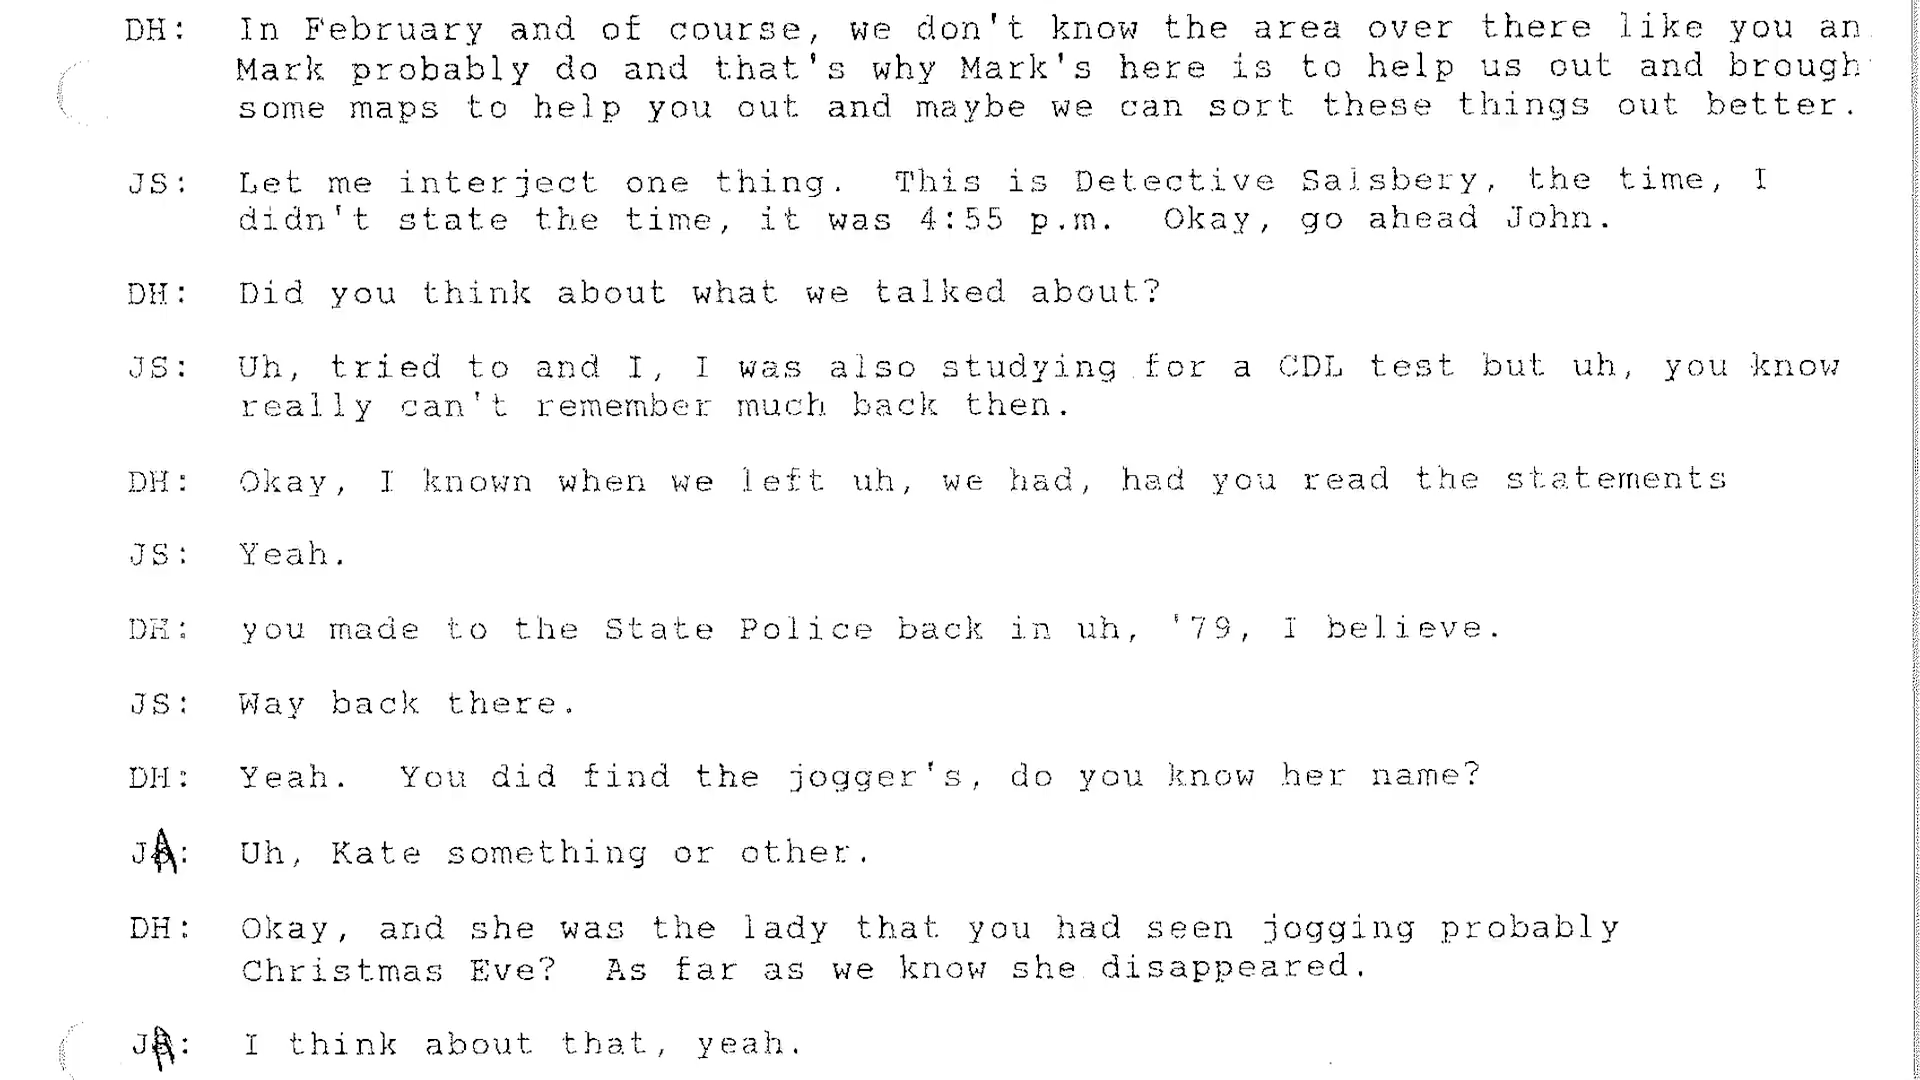 DH: In February and of course, we don't know the area over there like you an
Mark probably do and that's why Mark's here is to help us out and brough
some maps to help you out and maybe we can sort these things out better.
JS: Let me interject one thing. This is Detective Salsbery, the time, I
didn't state the time, it was 4:55 p.m. Okay, go ahead John.
DH: Did you think about what we talked about?
JS: Uh, tried to and I, I was also studying for a CDL test but uh, you know
really can't remember much back then.
DH: Okay, I known when we left uh, we had, had you read the statements
JS: Yeah.
DH: you made to the State Police back in uh, '79, I believe.
JS: Way back there.
DH: Yeah. You did find the jogger's, do you know her name?
JA: Uh, Kate something or other.
DH: Okay, and she was the lady that you had seen jogging probably
Christmas Eve? As far as we know she disappeared.
JA: I think about that, yeah.